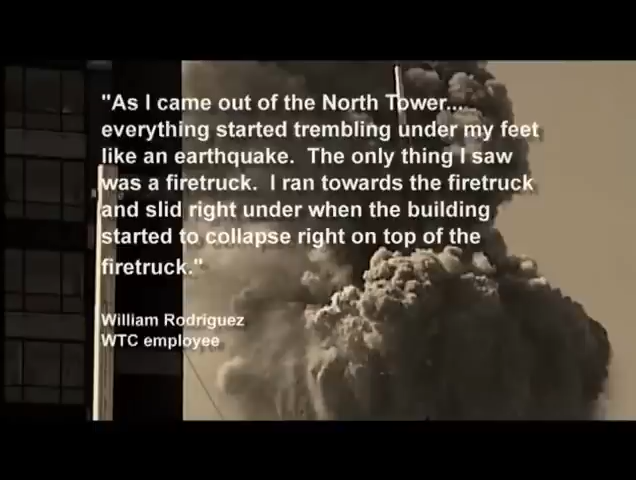 "As I came out of the North Tower...
everything started trembling under my feet
like an earthquake.  The only thing I saw
was a firetruck.  I ran towards the firetruck
and slid right under when the building
started to collapse right on top of the
firetruck."
William Rodriguez
WTC employee